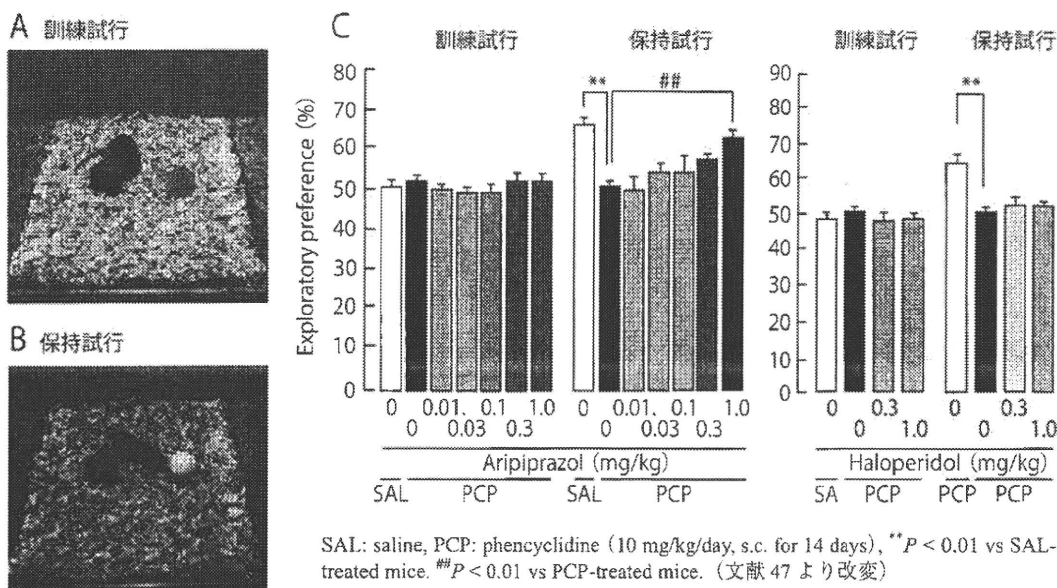 A 訓練試行
B 保持試行
C
訓練試行 保持試行
Exploratory preference (%)
80
70
60
50
40
30
20
10
0
** ##
0 0 0.01 0.03 0.1 0.3 1.0 0 0 0.01 0.03 0.1 0.3 1.0
Aripiprazol (mg/kg)
SAL PCP SAL PCP
訓練試行 保持試行
90
80
70
60
50
40
30
20
10
0
**
0 0 0.3 1.0 0 0 0.3 1.0
Haloperidol (mg/kg)
SA PCP PCP PCP
SAL: saline, PCP: phencyclidine (10 mg/kg/day, s.c. for 14 days), **P < 0.01 vs SAL-
treated mice. ##P < 0.01 vs PCP-treated mice. (文献 47 より改変)